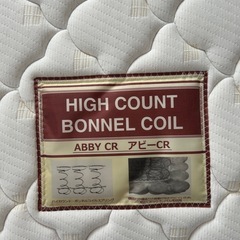 HIGH COUNT
BONNEL COIL
ABBY CR アビーCR